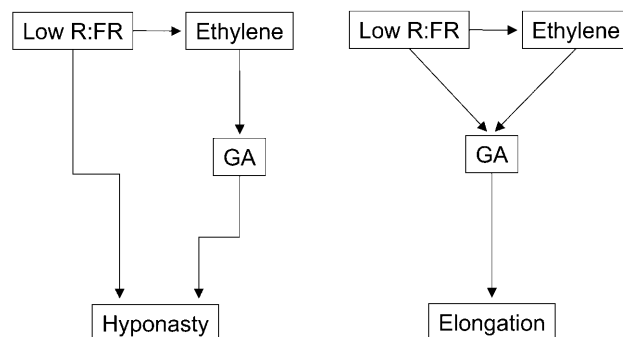 Low R:FR
Ethylene
GA
Hyponasty
Low R:FR
Ethylene
GA
Elongation